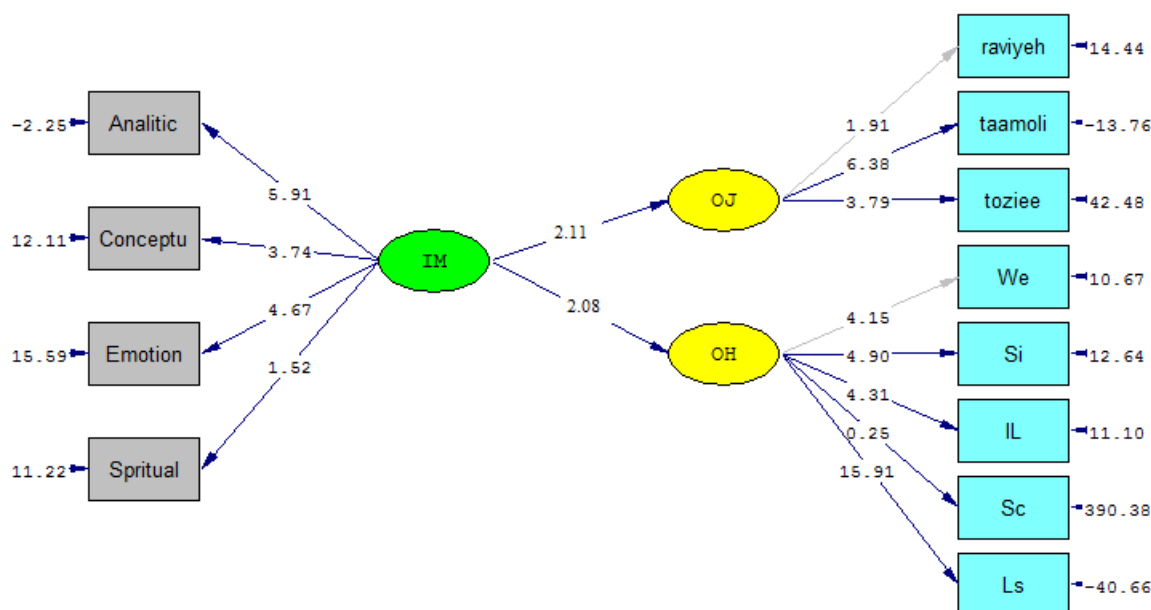 raviyeh
14.44
-2.25
Analitic
1.91
taamoli
-13.76
6.38
5.91
OJ
3.79
toziee
42.48
12.11
Conceptu
3.74
IM
2.11
We
10.67
4.67
2.08
4.15
15.59
Emotion
OH
4.90
Si
12.64
1.52
4.31
0.25
IL
11.10
11.22
Spritual
15.91
Sc
390.38
Ls
-40.66